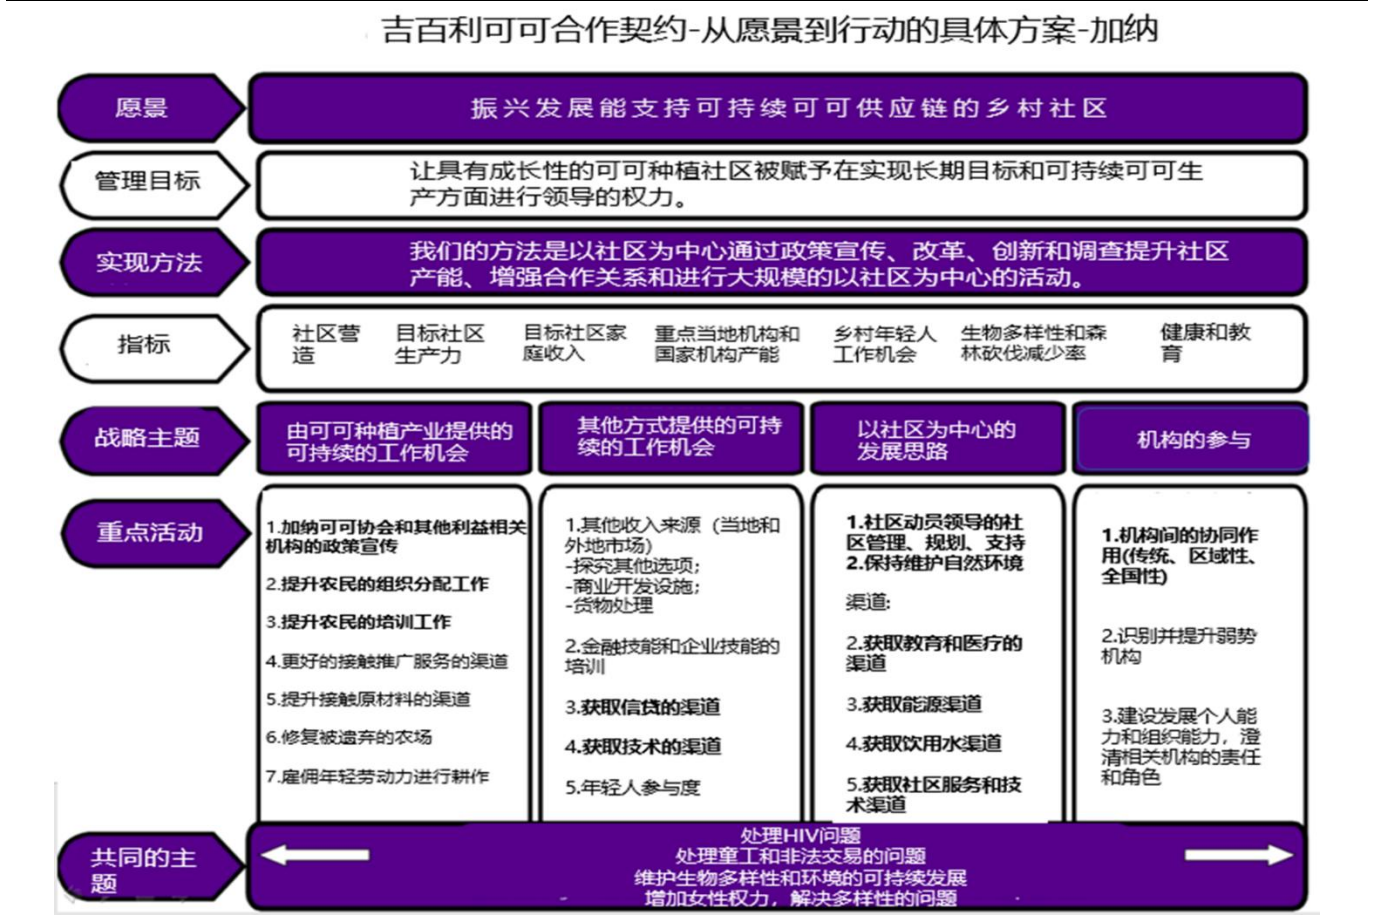 吉百利可可合作契约-从愿景到行动的具体方案-加纳
愿景
振兴发展能支持可持续可可供应链的乡村社区
管理目标
让具有成长性的可可种植社区被赋予在实现长期目标和可持续可可生
产方面进行领导的权力。
实现方法
我们的方法是以社区为中心通过政策宣传、改革、创新和调查提升社区
产能、增强合作关系和进行大规模的以社区为中心的活动。
指标
社区营
造
目标社区
生产力
目标社区家
庭收入
重点当地机构和
国家机构产能
乡村年轻人
工作机会
生物多样性和森
林砍伐减少率
健康和教
育
战略主题
由可可种植产业提供的
可持续的工作机会
其他方式提供的可持
续的工作机会
以社区为中心的
发展思路
机构的参与
重点活动
1.加纳可可协会和其他利益相关
机构的政策宣传
2.提升农民的组织分配工作
3.提升农民的培训工作
4.更好的接触推广服务的渠道
5.提升接触原材料的渠道
6.修复被遗弃的农场
7.雇佣年轻劳动力进行耕作
1.其他收入来源（当地和
外地市场)
-探究其他选项;
-商业开发设施;
-货物处理
2.金融技能和企业技能的
培训
3.获取信贷的渠道
4.获取技术的渠道
5.年轻人参与度
1.社区动员领导的社
区管理、规划、支持
2.保持维护自然环境
渠道:
2.获取教育和医疗的
渠道
3.获取能源渠道
4.获取饮用水渠道
5.获取社区服务和技
术渠道
1.机构间的协同作
用(传统、区域性、
全国性)
2.识别并提升弱势
机构
3.建设发展个人能
力和组织能力，澄
清相关机构的责任
和角色
共同的主
题
处理HIV问题
处理童工和非法交易的问题
维护生物多样性和环境的可持续发展
增加女性权力，解决多样性的问题